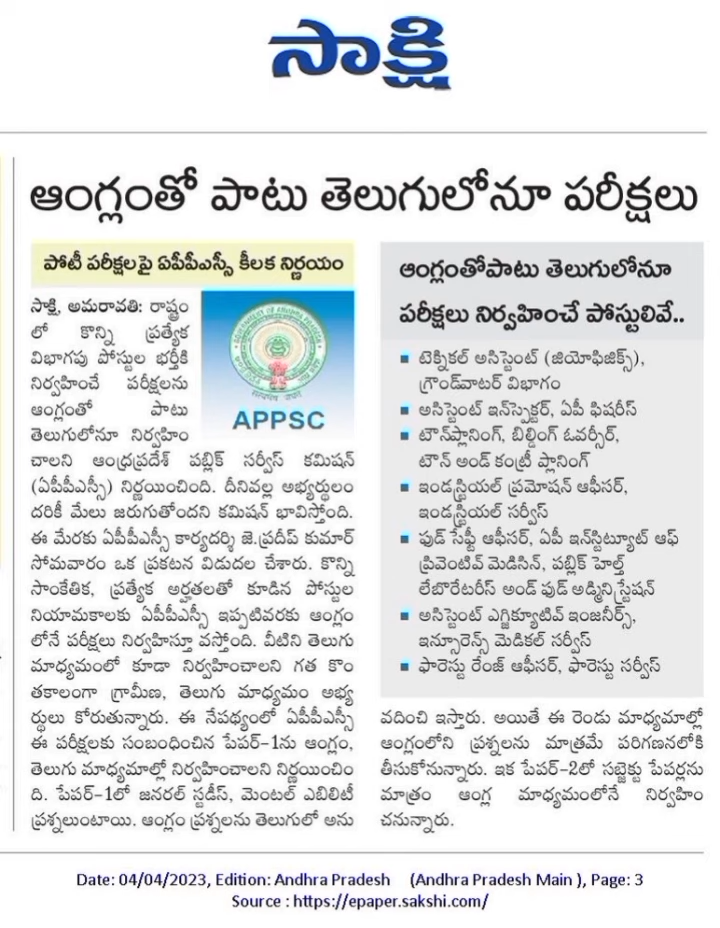 సాక్షి
ఆంగ్లంతో పాటు తెలుగులోనూ పరీక్షలు
పోటీ పరీక్షలపై ఏపీపీఎస్సీ కీలక నిర్ణయం
సాక్షి, అమరావతి: రాష్ట్రం
లో కొన్ని ప్రత్యేక
విభాగపు పోస్టుల భర్తీకి
నిర్వహించే పరీక్షలను
ఆంగ్లంతో పాటు
తెలుగులోనూ నిర్వహిం
APPSC
చాలని ఆంధ్రప్రదేశ్ పబ్లిక్ సర్వీస్ కమిషన్
(ఏపీపీఎస్సీ) నిర్ణయించింది. దీనివల్ల అభ్యర్థులం
దరికీ మేలు జరుగుతోందని కమిషన్ భావిస్తోంది.
ఈ మేరకు ఏపీపీఎస్సీ కార్యదర్శి జె.ప్రదీప్ కుమార్
సోమవారం ఒక ప్రకటన విడుదల చేశారు. కొన్ని
సాంకేతిక, ప్రత్యేక అర్హతలతో కూడిన పోస్టుల
నియామకాలకు ఏపీపీఎస్సీ ఇప్పటివరకు ఆంగ్లం
లోనే పరీక్షలు నిర్వహిస్తూ వస్తోంది. వీటిని తెలుగు
మాధ్యమంలో కూడా నిర్వహించాలని గత కొం
తకాలంగా గ్రామీణ, తెలుగు మాధ్యమం అభ్య
ర్థులు కోరుతున్నారు. ఈ నేపథ్యంలో ఏపీపీఎస్సీ
ఈ పరీక్షలకు సంబంధించిన పేపర్-1ను ఆంగ్లం,
తెలుగు మాధ్యమాల్లో నిర్వహించాలని నిర్ణయించిం
ది. పేపర్-1లో జనరల్ స్టడీస్, మెంటల్ ఎబిలిటీ
ప్రశ్నలుంటాయి. ఆంగ్లం ప్రశ్నలను తెలుగులో అను
ఆంగ్లంతోపాటు తెలుగులోనూ
పరీక్షలు నిర్వహించే పోస్టులివే..
■ టెక్నికల్ అసిస్టెంట్ (జియోఫిజిక్స్),
గ్రౌండ్‌వాటర్ విభాగం
■ అసిస్టెంట్ ఇన్‌స్పెక్టర్, ఏపీ ఫిషరీస్
■ టౌన్‌ప్లానింగ్, బిల్డింగ్ ఓవర్సీర్,
టౌన్ అండ్ కంట్రీ ప్లానింగ్
■ ఇండస్ట్రియల్ ప్రమోషన్ ఆఫీసర్,
ఇండస్ట్రియల్ సర్వీస్
■ ఫుడ్ సేఫ్టీ ఆఫీసర్, ఏపీ ఇన్‌స్టిట్యూట్ ఆఫ్
ప్రివెంటివ్ మెడిసిన్, పబ్లిక్ హెల్త్
లేబొరేటరీస్ అండ్ ఫుడ్ అడ్మినిస్ట్రేషన్
■ అసిస్టెంట్ ఎగ్జిక్యూటివ్ ఇంజనీర్స్,
ఇన్సూరెన్స్ మెడికల్ సర్వీస్
■ ఫారెస్టు రేంజ్ ఆఫీసర్, ఫారెస్టు సర్వీస్
వదించి ఇస్తారు. అయితే ఈ రెండు మాధ్యమాల్లో
ఆంగ్లంలోని ప్రశ్నలను మాత్రమే పరిగణనలోకి
తీసుకోనున్నారు. ఇక పేపర్-2లో సబ్జెక్టు పేపర్లను
మాత్రం ఆంగ్ల మాధ్యమంలోనే నిర్వహిం
చనున్నారు.
Date: 04/04/2023, Edition: Andhra Pradesh (Andhra Pradesh Main ), Page: 3
Source : https://epaper.sakshi.com/